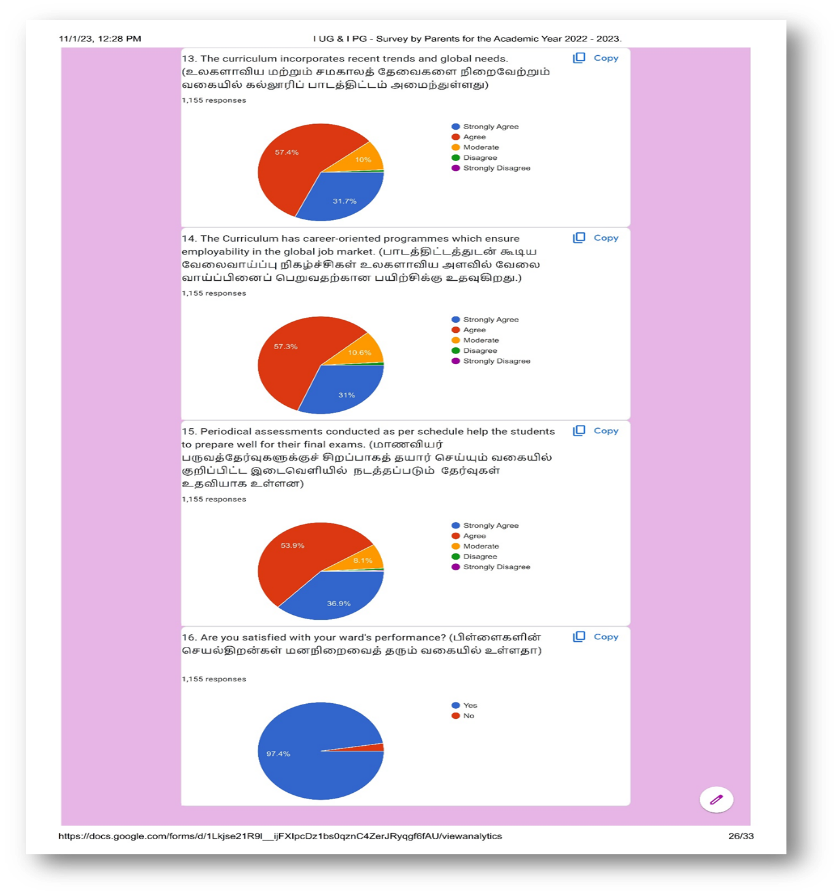 11/1/23, 12:28 PM
I UG & I PG - Survey by Parents for the Academic Year 2022 - 2023.
13. The curriculum incorporates recent trends and global needs.
Copy
(உலகளாவிய மற்றும் சமகாலத் தேவைகளை நிறைவேற்றும்
வகையில் கல்லூரிப் பாடத்திட்டம் அமைந்துள்ளது)
1,155 responses
Strongly Agree
Agree
Moderate
Disagree
Strongly Disagree
57.4%
10%
31.7%
14. The Curriculum has career-oriented programmes which ensure
Copy
employability in the global job market. (பாடத்திட்டத்துடன் கூடிய
வேலைவாய்ப்பு நிகழ்ச்சிகள் உலகளாவிய அளவில் வேலை
வாய்ப்பினைப் பெறுவதற்கான பயிற்சிக்கு உதவுகிறது.)
1,155 responses
Strongly Agree
Agree
Moderate
Disagree
Strongly Disagree
57.3%
10.6%
31%
15. Periodical assessments conducted as per schedule help the students
Copy
to prepare well for their final exams. (மாணவியர்
பருவத்தேர்வுகளுக்குச் சிறப்பாகத் தயார் செய்யும் வகையில்
குறிப்பிட்ட இடைவெளியில் நடத்தப்படும் தேர்வுகள்
உதவியாக உள்ளன)
1,155 responses
Strongly Agree
Agree
Moderate
Disagree
Strongly Disagree
53.9%
8.1%
36.9%
16. Are you satisfied with your ward's performance? (பிள்ளைகளின்
Copy
செயல்திறன்கள் மனநிறைவைத் தரும் வகையில் உள்ளதா)
1,155 responses
Yes
No
97.4%
26/33